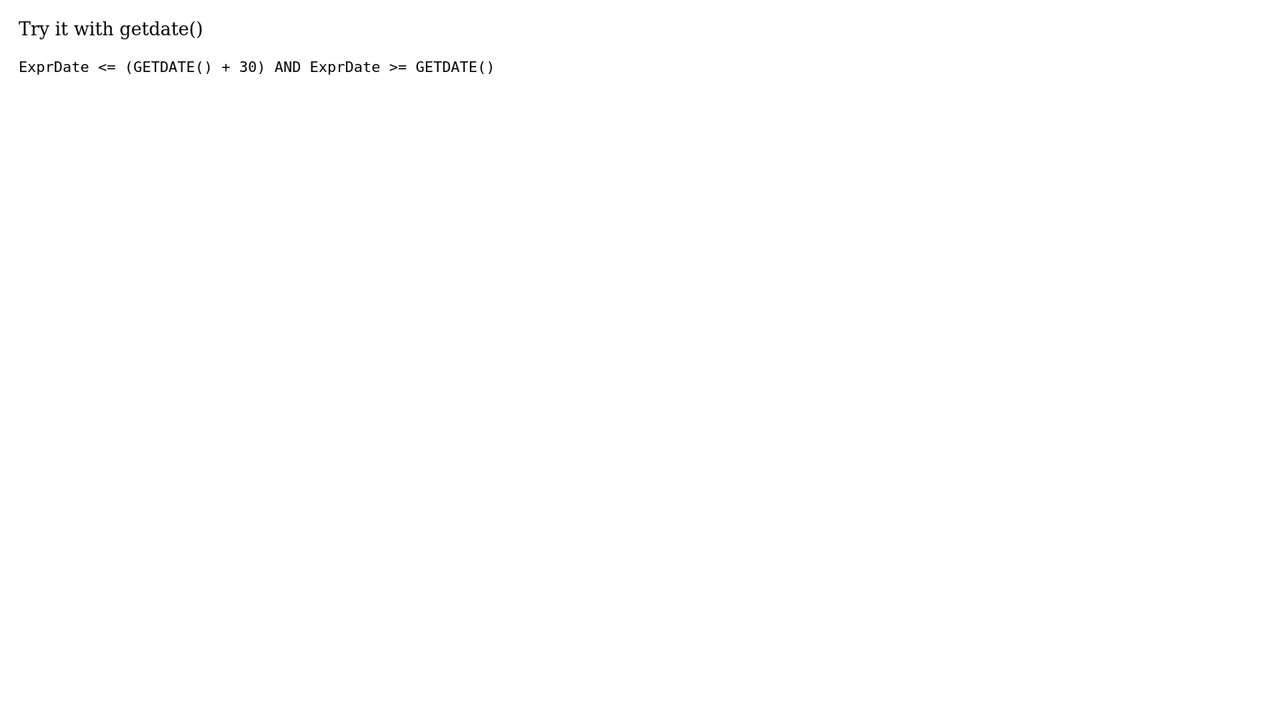 Try it with getdate()
ExprDate <= (GETDATE() + 30) AND ExprDate >= GETDATE()